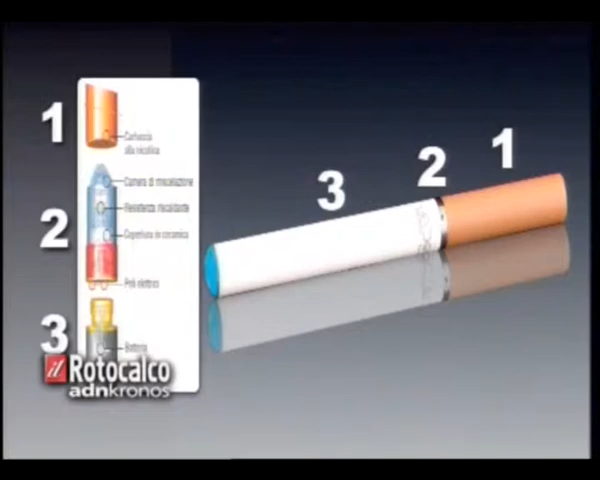 1
Cartuccia
alla nicotina
2
Camera di miscelazione
Resistenza riscaldante
Copertura in ceramica
Poli elettrici
3
Batteria
il Rotocalco
adnkronos
3
2
1